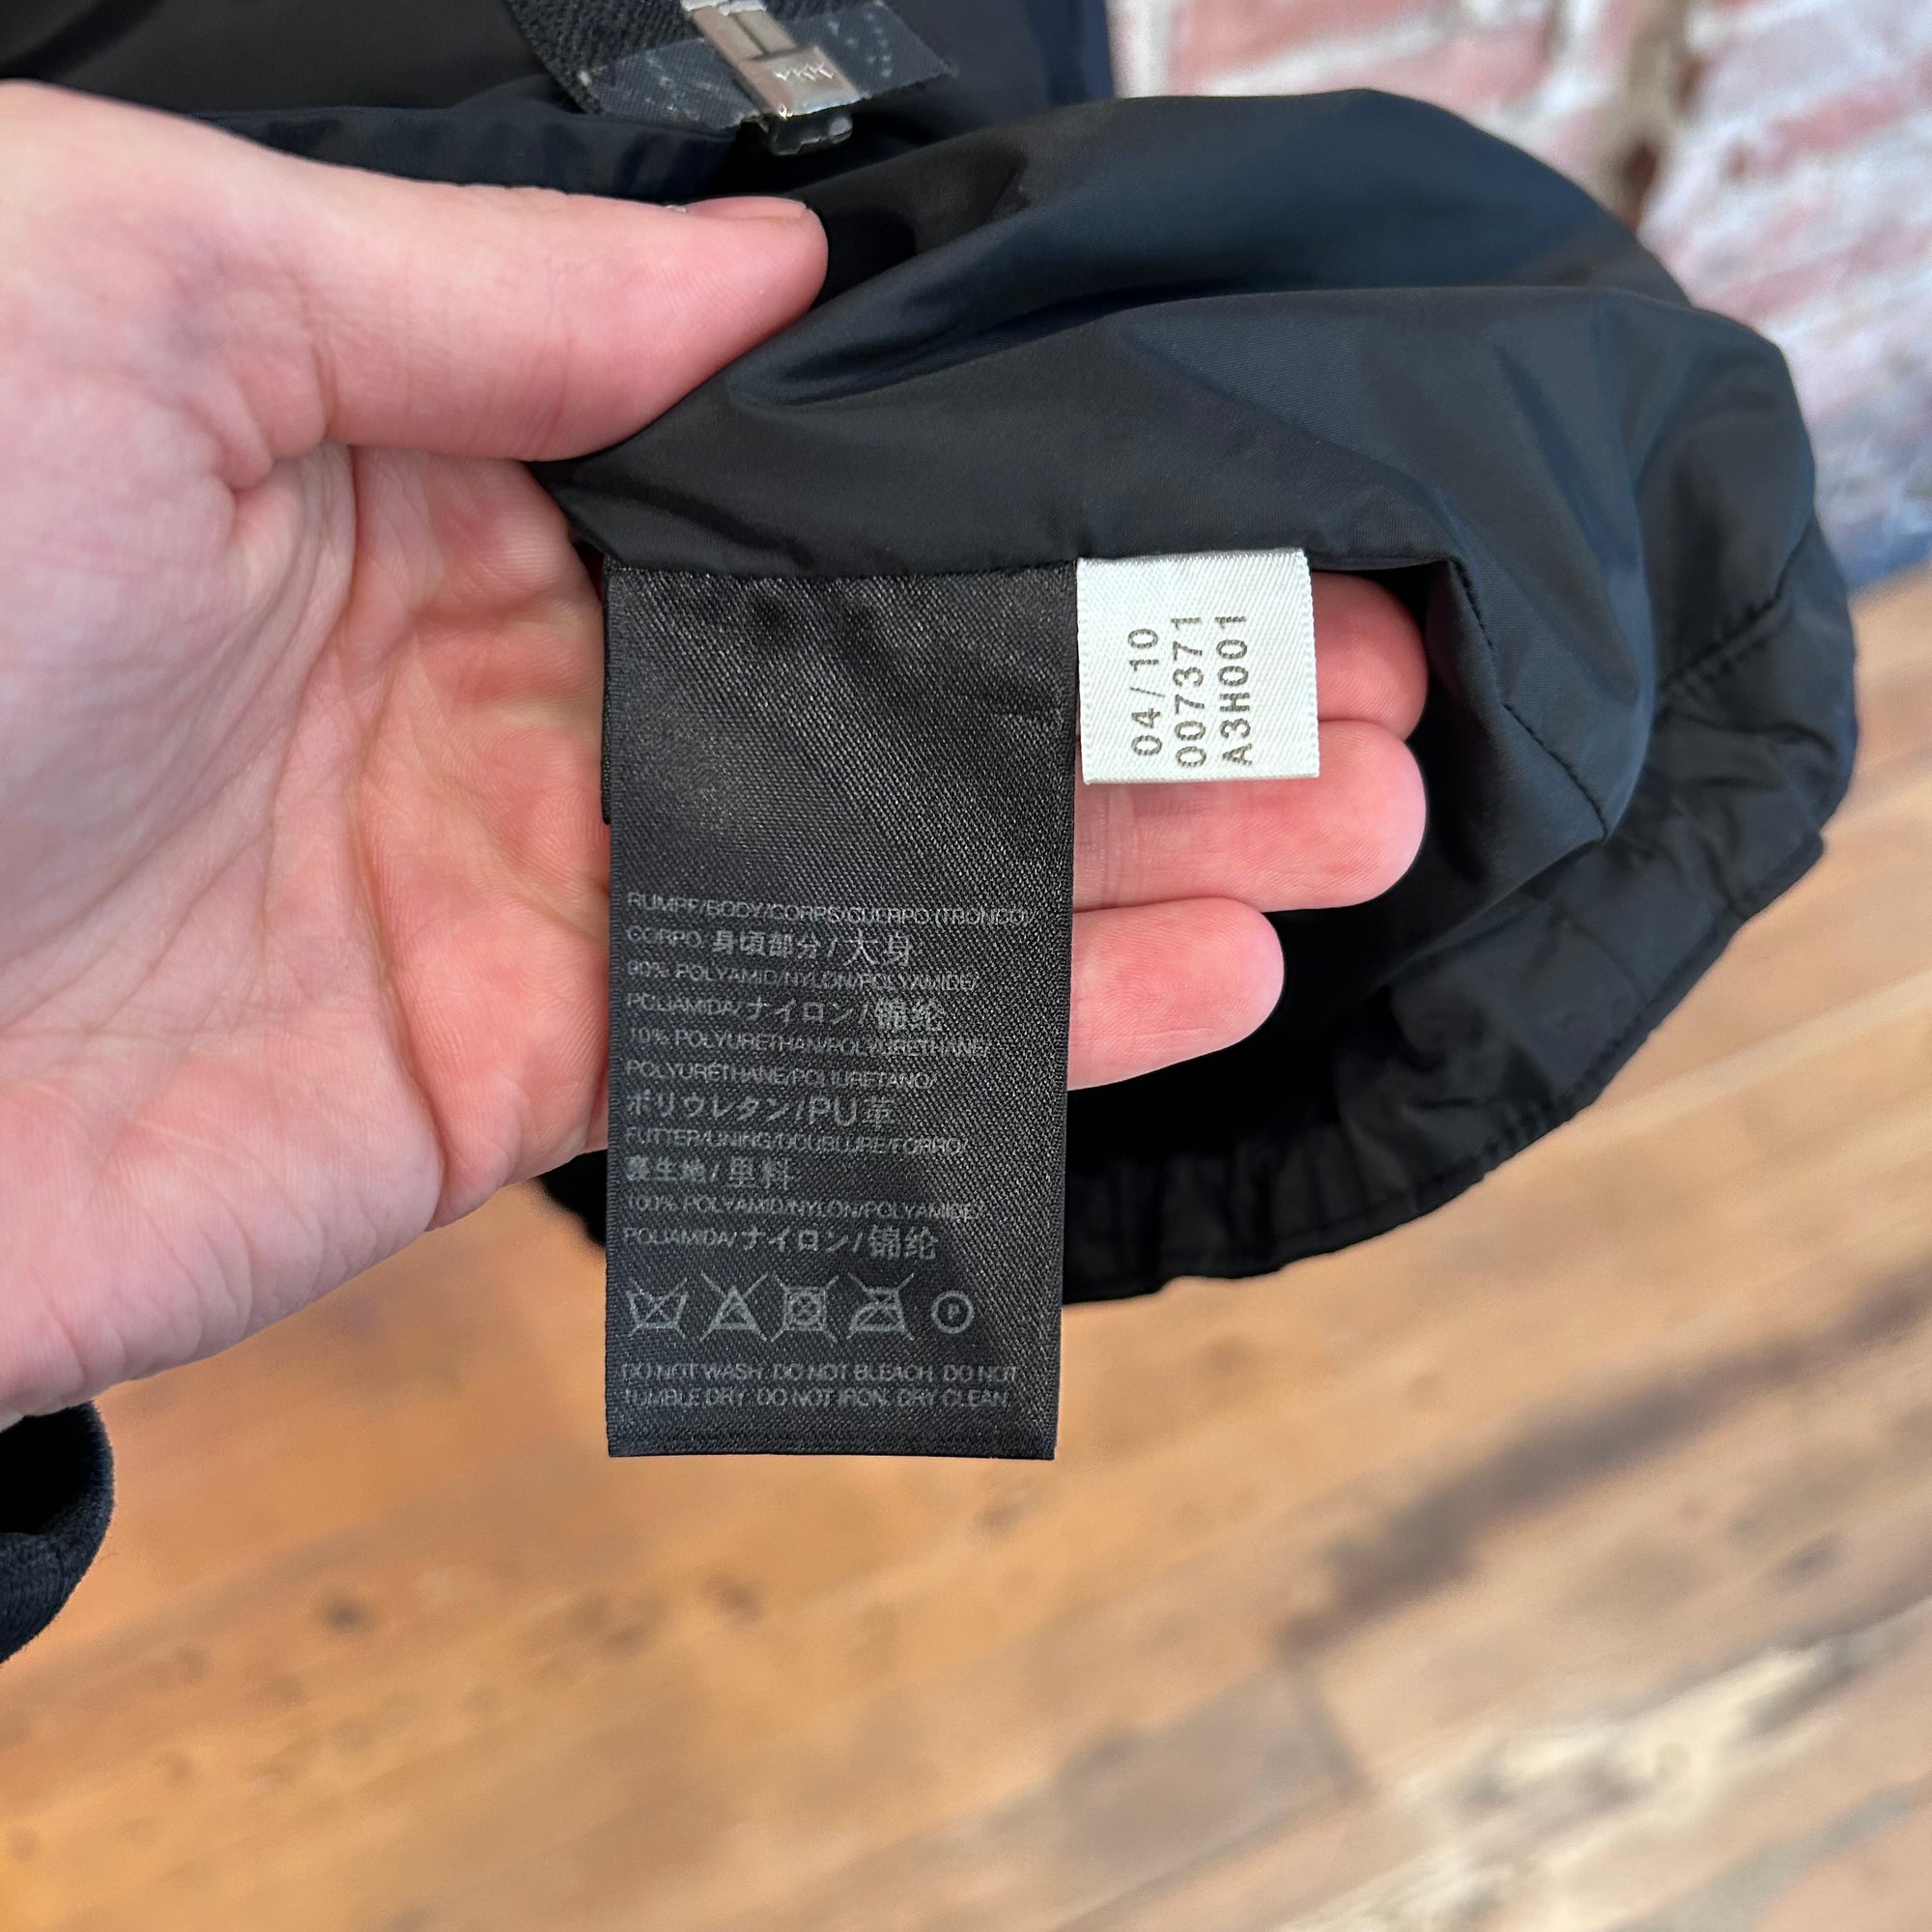 YKK
04/10
007371
A3H001
RUMPF/BODY/CORPS/CUERPO (TRONCO)/
CORPO/身頃部分/大身
90% POLYAMID/NYLON/POLYAMIDE/
POLIAMIDA/ナイロン/锦纶
10% POLYURETHAN/POLYURETHANE/
POLYURÉTHANE/POLIURETANO/
ポリウレタン/PU革
FUTTER/LINING/DOUBLURE/FORRO/
裏生地/里料
100% POLYAMID/NYLON/POLYAMIDE/
POLIAMIDA/ナイロン/锦纶
P
DO NOT WASH. DO NOT BLEACH. DO NOT
TUMBLE DRY. DO NOT IRON. DRY CLEAN.